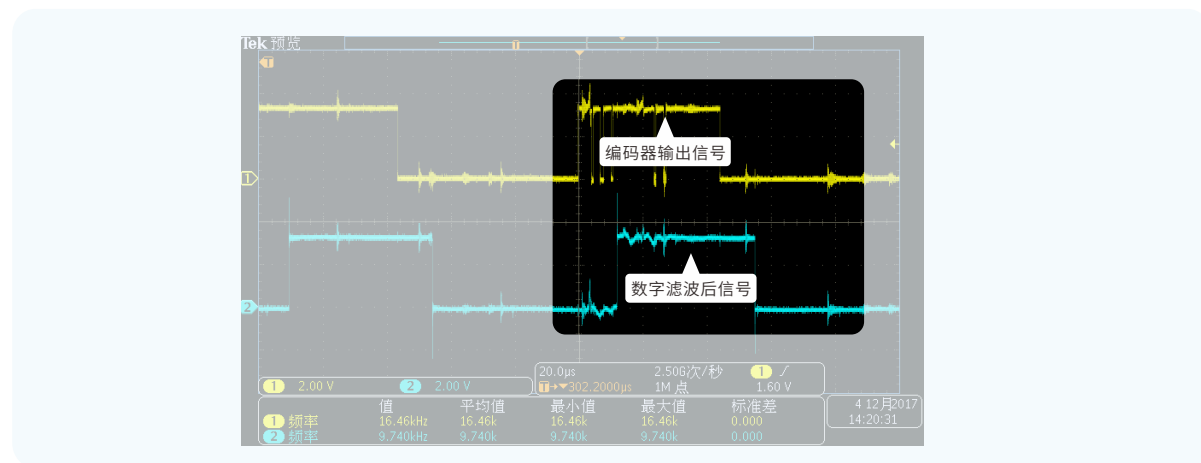 Tek 预览
T
编码器输出信号
1
数字滤波后信号
2
1 2.00 V 2 2.00 V
20.0μs 2.50G次/秒 1
T→▼302.2000μs 1M 点 1.60 V
值 平均值 最小值 最大值 标准差
1 频率 16.46kHz 16.46k 16.46k 16.46k 0.000
2 频率 9.740kHz 9.740k 9.740k 9.740k 0.000
4 12月2017
14:20:31